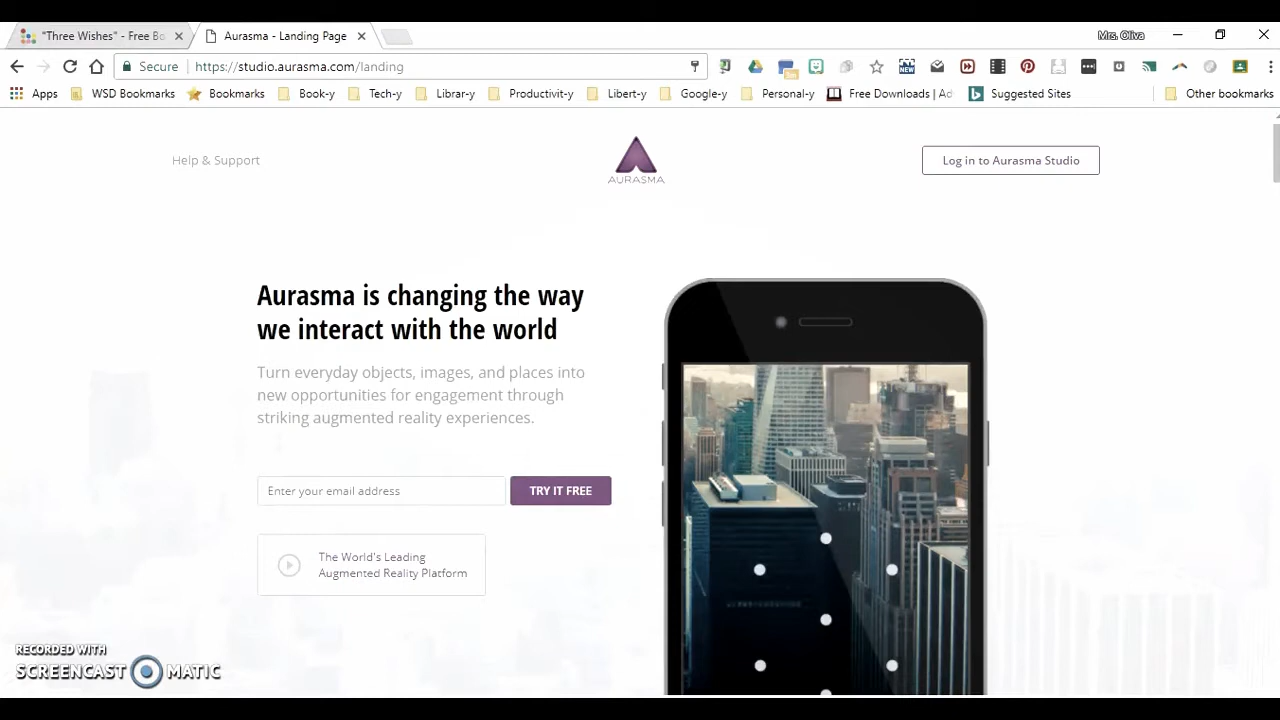 "Three Wishes" - Free Bo
Aurasma - Landing Page
Mrs. Oliva
Secure
https://studio.aurasma.com/landing
NEW
Apps
WSD Bookmarks
Bookmarks
Book-y
Tech-y
Librar-y
Productivit-y
Libert-y
Google-y
Personal-y
Free Downloads | Ad
Suggested Sites
Other bookmarks
Help & Support
AURASMA
Log in to Aurasma Studio
Aurasma is changing the way
we interact with the world
Turn everyday objects, images, and places into
new opportunities for engagement through
striking augmented reality experiences.
Enter your email address
TRY IT FREE
The World's Leading
Augmented Reality Platform
RECORDED WITH
SCREENCAST MATIC